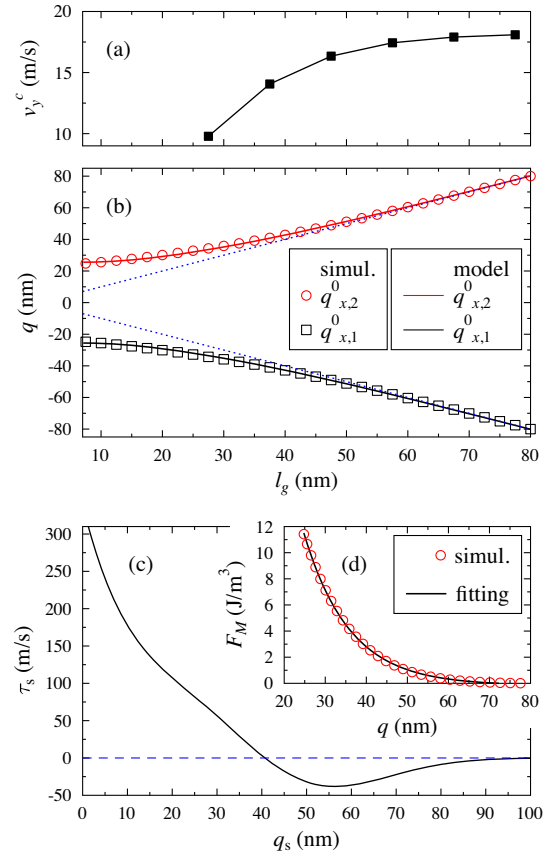 20
15
10
v_y^c (m/s)
(a)
80
60
40
20
0
-20
-40
-60
-80
q (nm)
(b)
simul. model
q^0_{x,2} q^0_{x,2}
q^0_{x,1} q^0_{x,1}
10 20 30 40 50 60 70 80
l_g (nm)
300
250
200
150
100
50
0
-50
τ_s (m/s)
(c)
0 10 20 30 40 50 60 70 80 90 100
q_s (nm)
12
10
8
6
4
2
0
F_M (J/m^3)
(d)
simul.
fitting
20 30 40 50 60 70 80
q (nm)